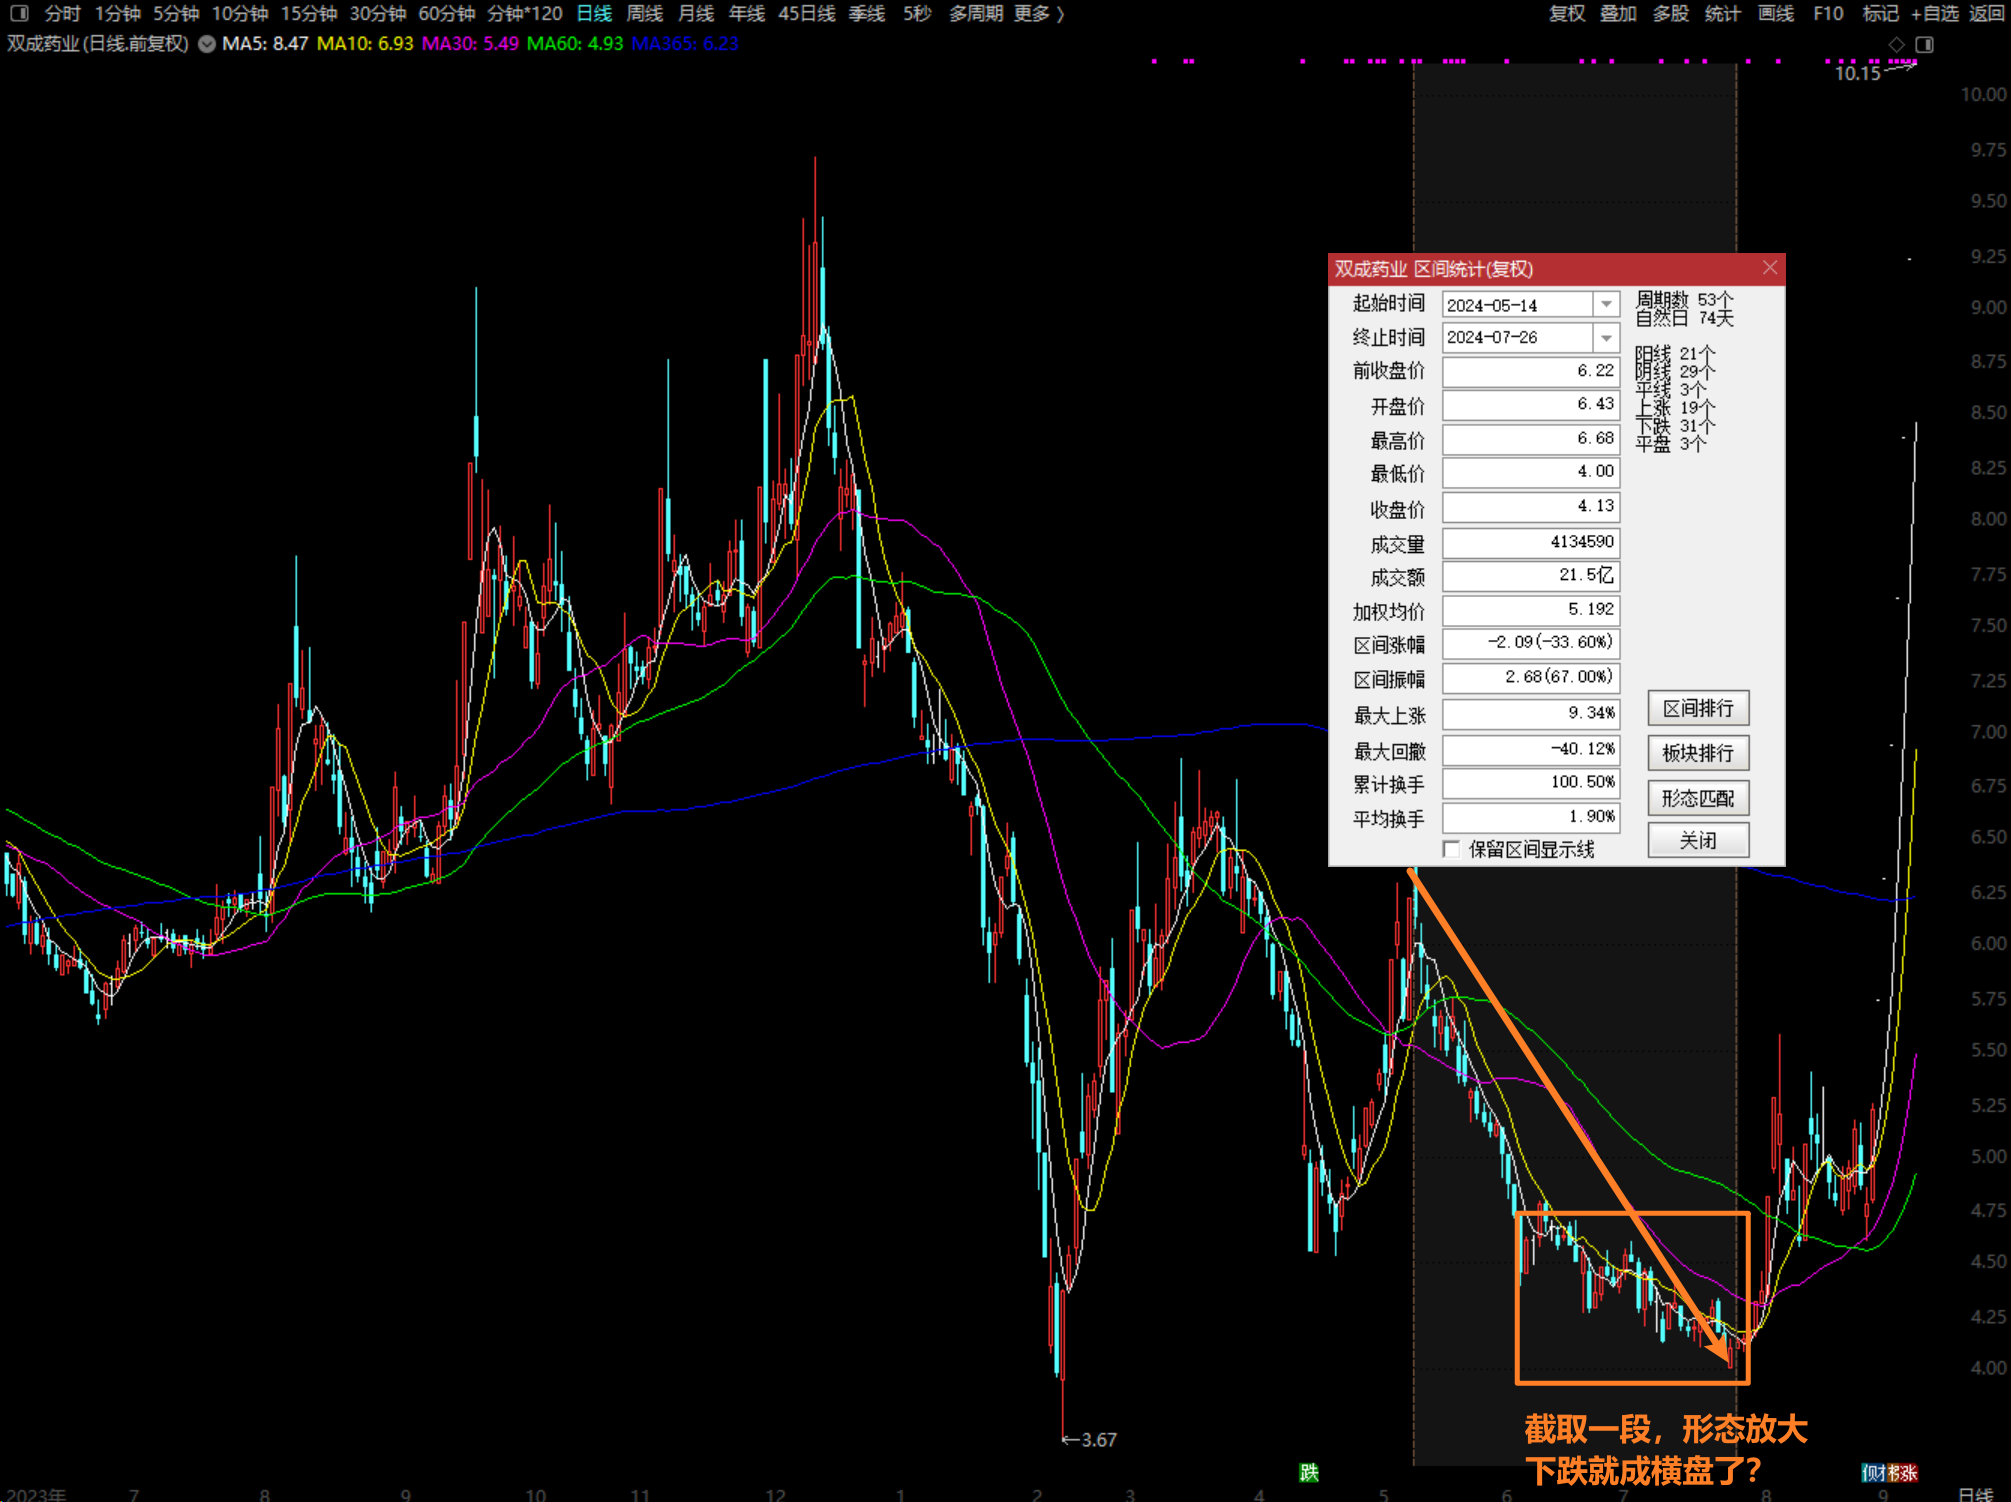 分时 1分钟 5分钟 10分钟 15分钟 30分钟 60分钟 分钟*120 日线 周线 月线 年线 45日线 季线 5秒 多周期 更多 〉 复权 叠加 多股 统计 画线 F10 标记 +自选 返回
双成药业(日线.前复权) MA5: 8.47 MA10: 6.93 MA30: 5.49 MA60: 4.93 MA365: 6.23
10.15
10.00
9.75
9.50
9.25
9.00
8.75
8.50
8.25
8.00
7.75
7.50
7.25
7.00
6.75
6.50
6.25
6.00
5.75
5.50
5.25
5.00
4.75
4.50
4.25
4.00
双成药业 区间统计(复权)
起始时间 2024-05-14
终止时间 2024-07-26
前收盘价 6.22
开盘价 6.43
最高价 6.68
最低价 4.00
收盘价 4.13
成交量 4134590
成交额 21.5亿
加权均价 5.192
区间涨幅 -2.09(-33.60%)
区间振幅 2.68(67.00%)
最大上涨 9.34%
最大回撤 -40.12%
累计换手 100.50%
平均换手 1.90%
保留区间显示线
周期数 53个
自然日 74天
阳线 21个
阴线 29个
平线 3个
上涨 19个
下跌 31个
平盘 3个
区间排行
板块排行
形态匹配
关闭
←3.67
截取一段，形态放大
下跌就成横盘了?
跌
财
涨
2023年 7 8 9 10 11 12 1 2 3 4 5 6 7 8 9 日线